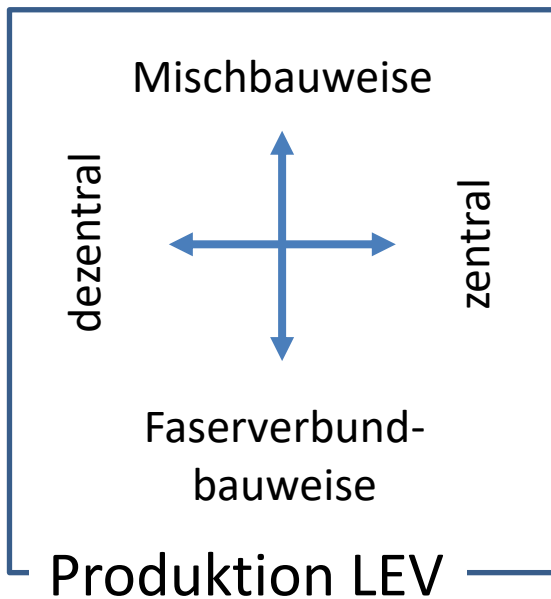 Mischbauweise
dezentral
zentral
Faserverbund-
bauweise
Produktion LEV